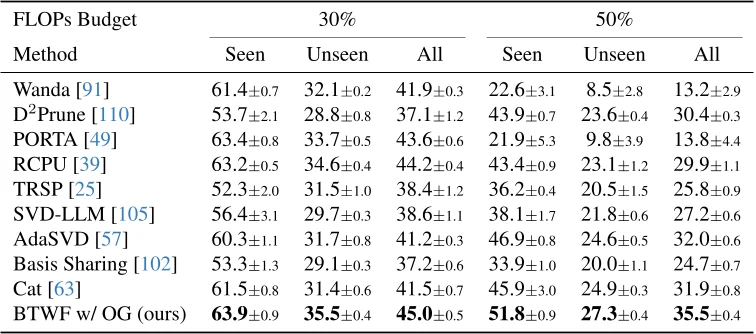 FLOPs Budget 30% 50%
Method Seen Unseen All Seen Unseen All
Wanda [91] 61.4±0.7 32.1±0.2 41.9±0.3 22.6±3.1 8.5±2.8 13.2±2.9
D²Prune [110] 53.7±2.1 28.8±0.8 37.1±1.2 43.9±0.7 23.6±0.4 30.4±0.3
PORTA [49] 63.4±0.8 33.7±0.5 43.6±0.6 21.9±5.3 9.8±3.9 13.8±4.4
RCPU [39] 63.2±0.5 34.6±0.4 44.2±0.4 43.4±0.9 23.1±1.2 29.9±1.1
TRSP [25] 52.3±2.0 31.5±1.0 38.4±1.2 36.2±0.4 20.5±1.5 25.8±0.9
SVD-LLM [105] 56.4±3.1 29.7±0.3 38.6±1.1 38.1±1.7 21.8±0.6 27.2±0.6
AdaSVD [57] 60.3±1.1 31.7±0.8 41.2±0.3 46.9±0.8 24.6±0.5 32.0±0.6
Basis Sharing [102] 53.3±1.3 29.1±0.3 37.2±0.6 33.9±1.0 20.0±1.1 24.7±0.7
Cat [63] 61.5±0.8 31.4±0.6 41.5±0.7 45.9±3.0 24.9±0.3 31.9±0.8
BTWF w/ OG (ours) 63.9±0.9 35.5±0.4 45.0±0.5 51.8±0.9 27.3±0.4 35.5±0.4